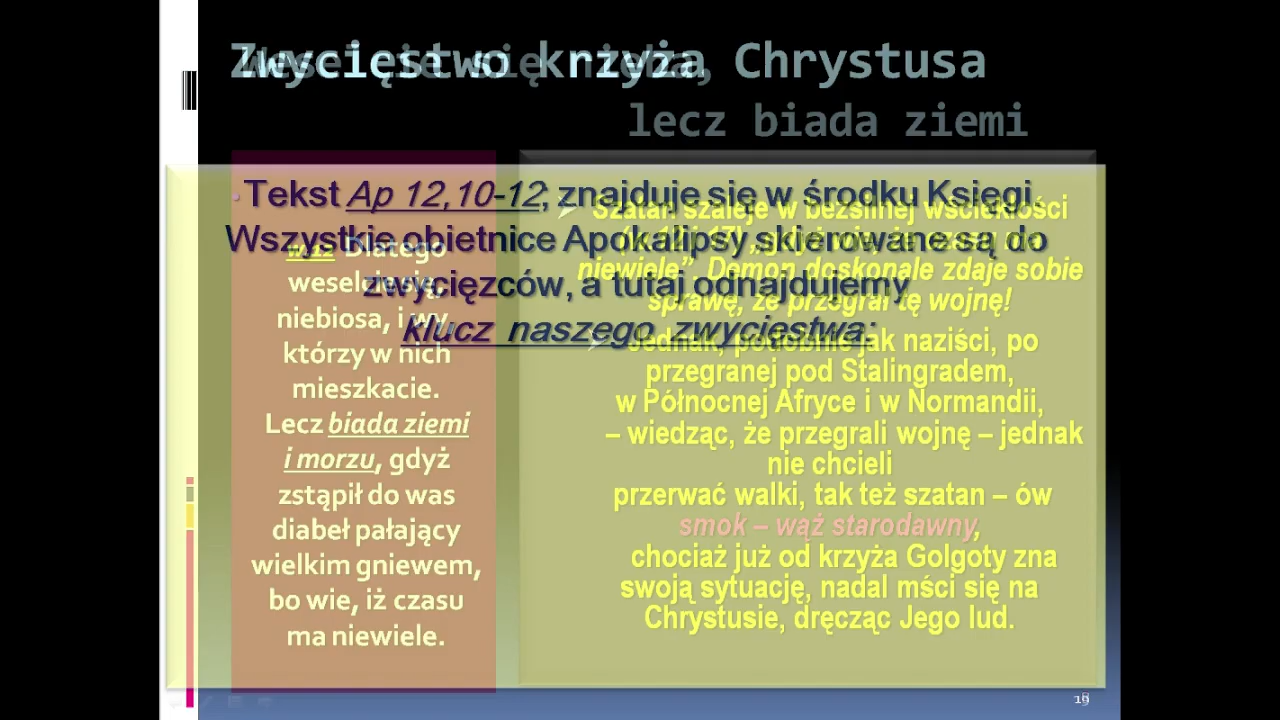 Zwycięstwo krzyża Chrystusa
lecz biada ziemi
Tekst Ap 12,10-12, znajduje się w środku Księgi.
Wszystkie obietnice Apokalipsy skierowane są do
zwycięzców, a tutaj odnajdujemy
klucz naszego zwycięstwa:
w.12 Dlatego
weselcie się,
niebiosa, i wy,
którzy w nich
mieszkacie.
Lecz biada ziemi
i morzu, gdyż
zstąpił do was
diabeł pałający
wielkim gniewem,
bo wie, iż czasu
ma niewiele.
Szatan szaleje w bezsilnej wściekłości
niewiele”. Demon doskonale zdaje sobie
sprawę, że przegrał tę wojnę!
Jednak, podobnie jak naziści, po
przegranej pod Stalingradem,
w Północnej Afryce i w Normandii,
– wiedząc, że przegrali wojnę – jednak
nie chcieli
przerwać walki, tak też szatan – ów
smok – wąż starodawny,
chociaż już od krzyża Golgoty zna
swoją sytuację, nadal mści się na
Chrystusie, dręcząc Jego lud.